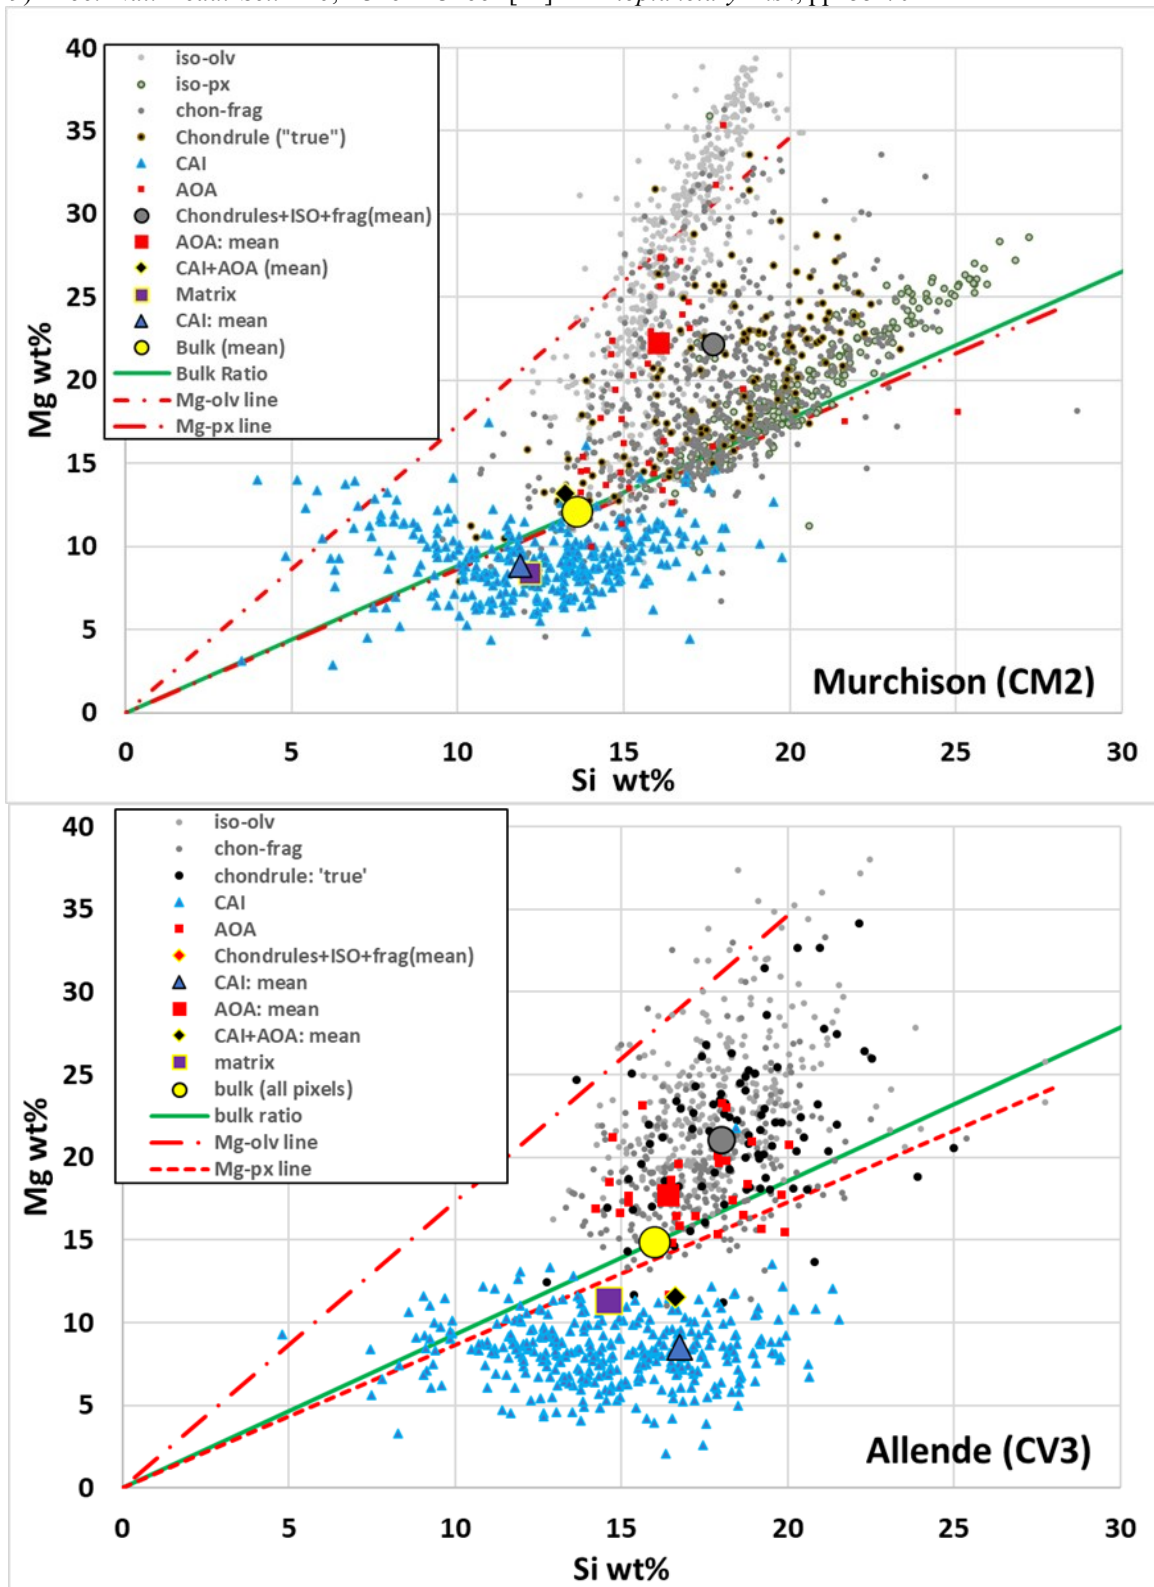 40
35
30
25
20
15
10
5
0
Mg wt%
iso-olv
iso-px
chon-frag
Chondrule ("true")
CAI
AOA
Chondrules+ISO+frag(mean)
AOA: mean
CAI+AOA (mean)
Matrix
CAI: mean
Bulk (mean)
Bulk Ratio
Mg-olv line
Mg-px line
Murchison (CM2)
0 5 10 15 20 25 30
Si wt%
40
35
30
25
20
15
10
5
0
Mg wt%
iso-olv
chon-frag
chondrule: 'true'
CAI
AOA
Chondrules+ISO+frag(mean)
CAI: mean
AOA: mean
CAI+AOA: mean
matrix
bulk (all pixels)
bulk ratio
Mg-olv line
Mg-px line
Allende (CV3)
0 5 10 15 20 25 30
Si wt%